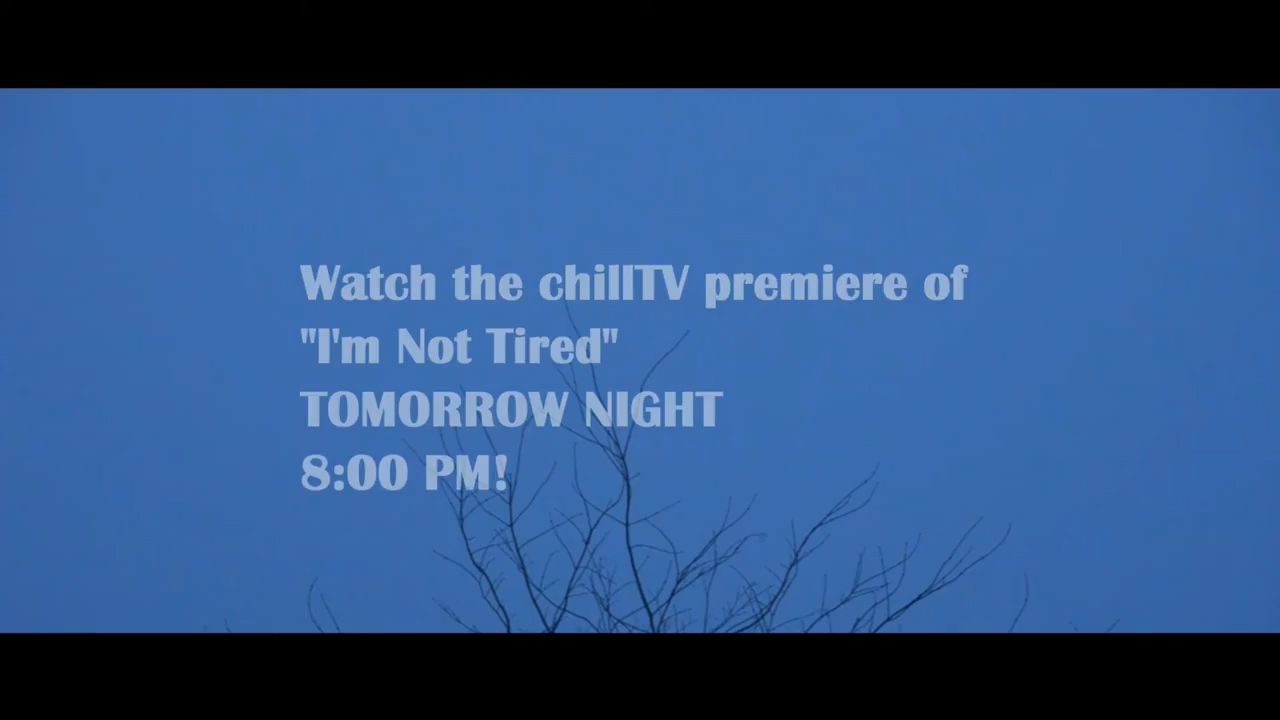 Watch the chillTV premiere of
"I'm Not Tired"
TOMORROW NIGHT
8:00 PM!